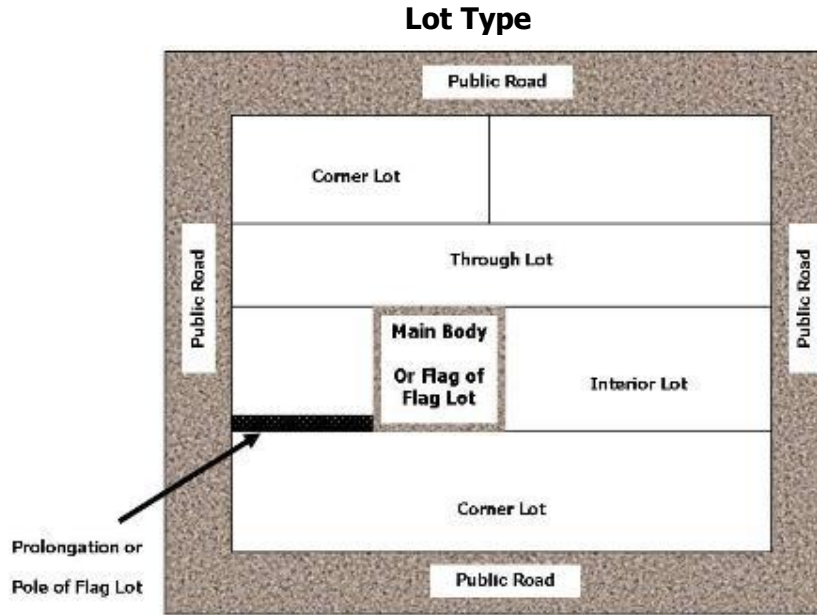 Lot Type
Public Road
Corner Lot
Through Lot
Public Road
Public Road
Main Body
Or Flag of
Flag Lot
Interior Lot
Corner Lot
Prolongation or
Pole of Flag Lot
Public Road